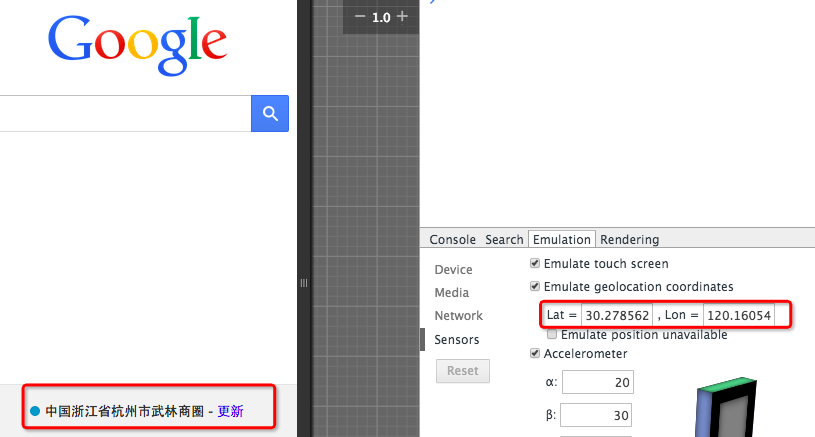 Google
− 1.0 +
Console Search Emulation Rendering
Device
Media
Network
Sensors
Reset
Emulate touch screen
Emulate geolocation coordinates
Lat = 30.278562 , Lon = 120.16054
Emulate position unavailable
Accelerometer
α: 20
β: 30
中国浙江省杭州市武林商圈 - 更新